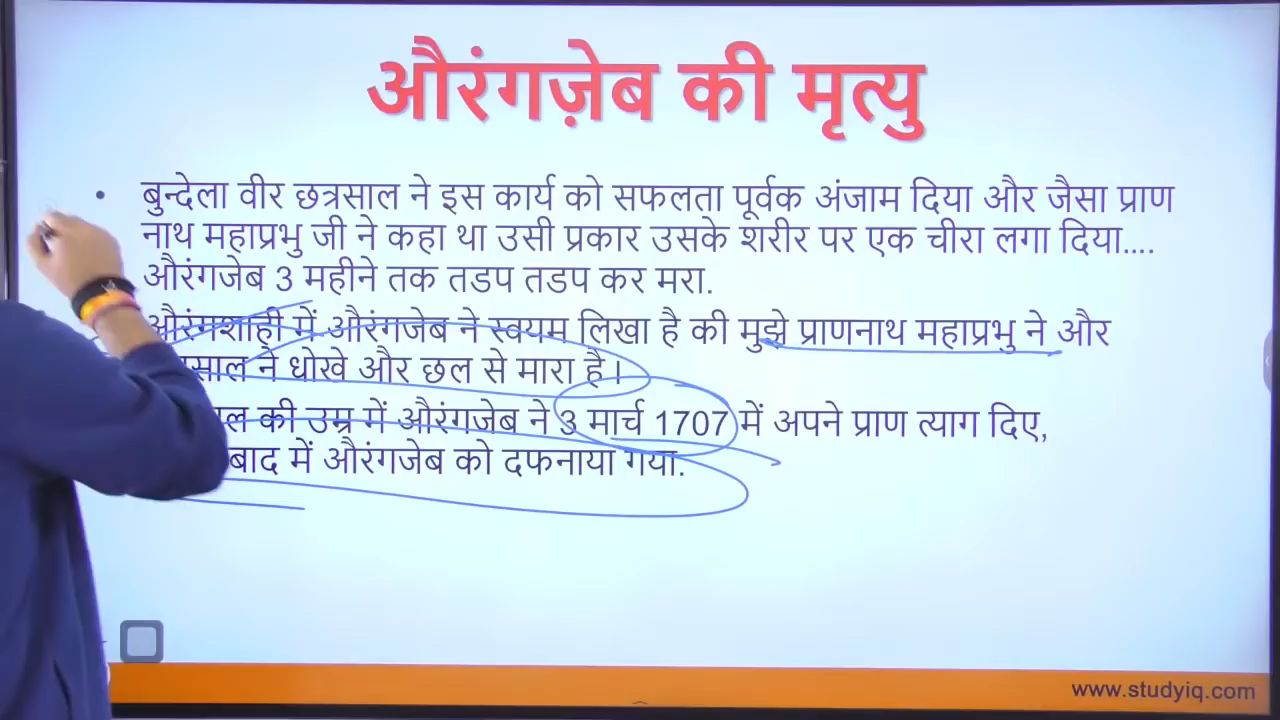 औरंगज़ेब की मृत्यु
• बुन्देला वीर छत्रसाल ने इस कार्य को सफलता पूर्वक अंजाम दिया और जैसा प्राण
नाथ महाप्रभु जी ने कहा था उसी प्रकार उसके शरीर पर एक चीरा लगा दिया....
औरंगजेब 3 महीने तक तडप तडप कर मरा.
औरंगशाही में औरंगजेब ने स्वयम लिखा है की मुझे प्राणनाथ महाप्रभु ने और
ने धोखे और छल से मारा है।
की उम्र में औरंगजेब ने 3 मार्च 1707 में अपने प्राण त्याग दिए,
में औरंगजेब को दफनाया गया.
www.studyiq.com